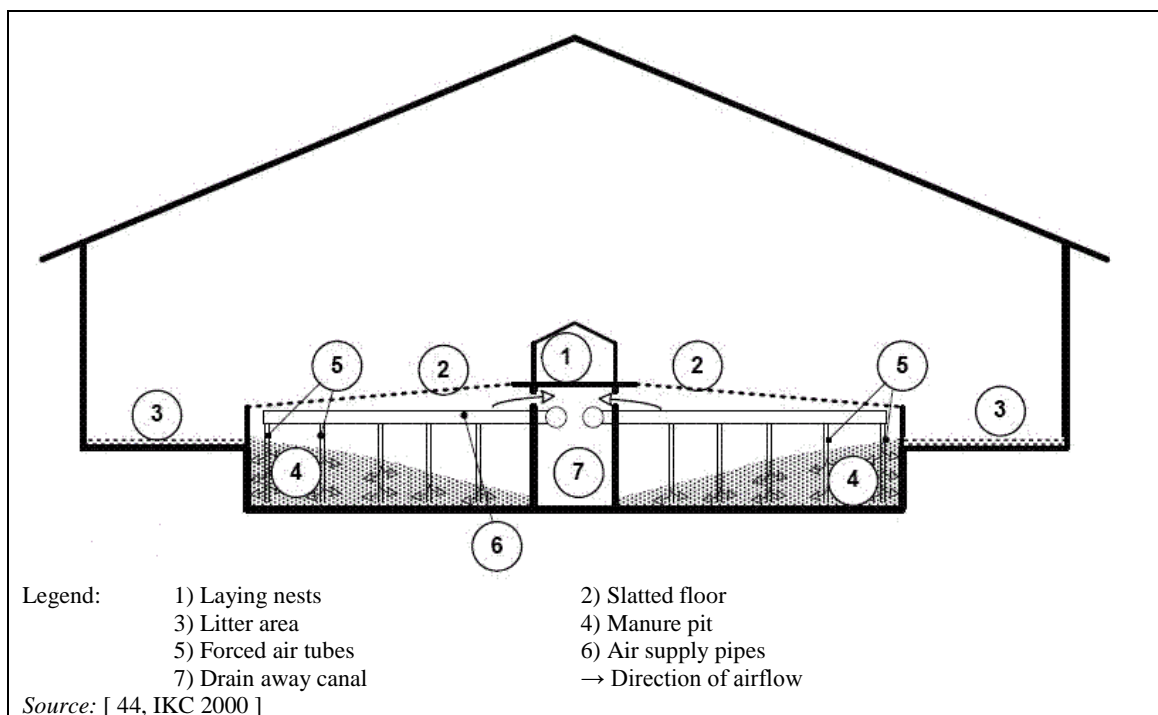 1
5
2
2
5
3
3
4
7
4
6
Legend: 1) Laying nests 2) Slatted floor
3) Litter area 4) Manure pit
5) Forced air tubes 6) Air supply pipes
7) Drain away canal → Direction of airflow
Source: [ 44, IKC 2000 ]